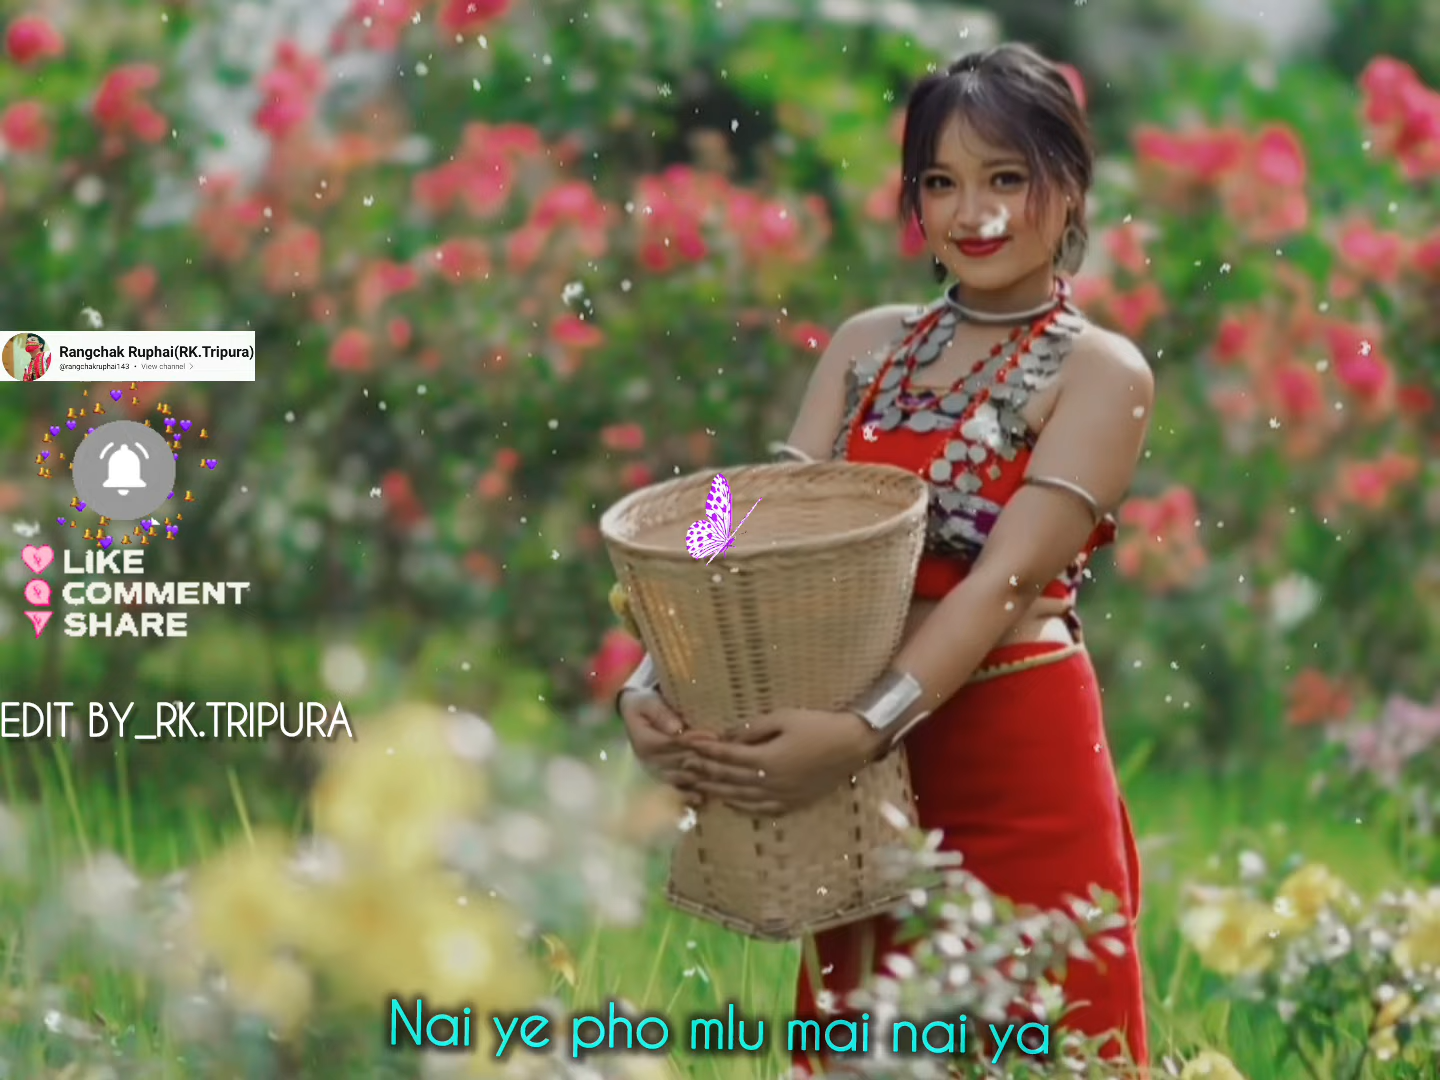 Rangchak Ruphai(RK.Tripura)
@rangchakruphai143 • View channel >
LIKE
COMMENT
SHARE
EDIT BY_RK.TRIPURA
Nai ye pho mlu mai nai ya